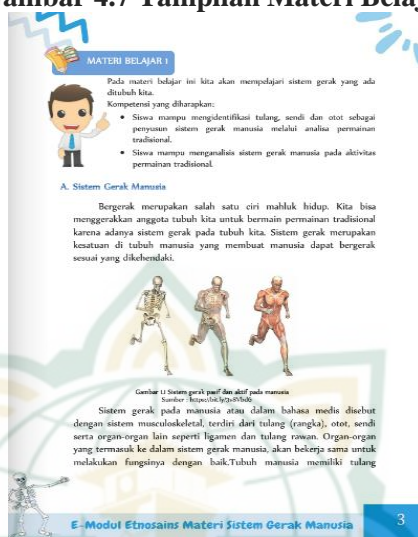 Gambar 4.7 Tampilan Materi Belaj
MATERI BELAJAR 1
Pada materi belajar ini kita akan mempelajari sistem gerak yang ada
ditubuh kita.
Kompetensi yang diharapkan:
• Siswa mampu mengidentifikasi tulang, sendi dan otot sebagai
penyusun sistem gerak manusia melalui analisa permainan
tradisional.
• Siswa mampu menganalisis sistem gerak manusia pada aktivitas
permainan tradisional.
A. Sistem Gerak Manusia
Bergerak merupakan salah satu ciri mahluk hidup. Kita bisa
menggerakkan anggota tubuh kita untuk bermain permainan tradisional
karena adanya sistem gerak pada tubuh kita. Sistem gerak merupakan
kesatuan di tubuh manusia yang membuat manusia dapat bergerak
sesuai yang dikehendaki.
Gambar 1.1 Sistem gerak pasif dan aktif pada manusia
Sumber :
Sistem gerak pada manusia atau dalam bahasa medis disebut
dengan sistem musculoskeletal, terdiri dari tulang (rangka), otot, sendi
serta organ-organ lain seperti ligamen dan tulang rawan. Organ-organ
yang termasuk ke dalam sistem gerak manusia, akan bekerja sama untuk
melakukan fungsinya dengan baik.Tubuh manusia memiliki tulang
E-Modul Etnosains Materi Sistem Gerak Manusia
3